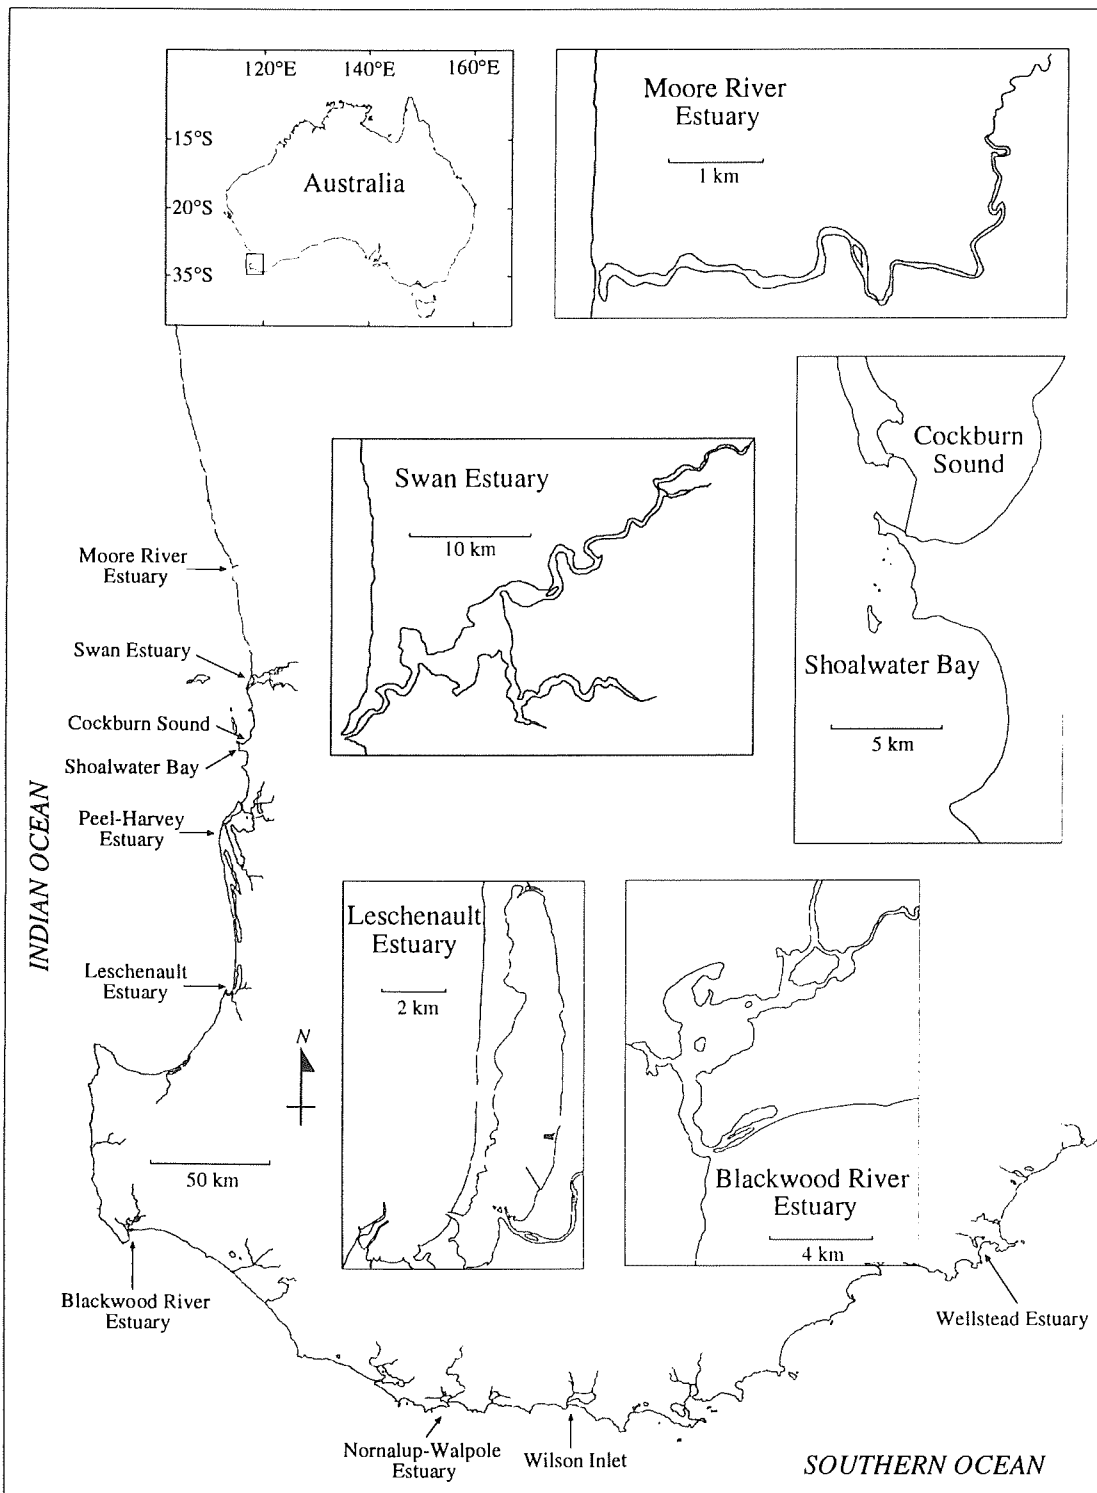 120°E 140°E 160°E
15°S
20°S
35°S
Australia
Moore River
Estuary
1 km
Cockburn
Sound
Shoalwater Bay
5 km
Swan Estuary
10 km
Moore River
Estuary
Swan Estuary
Cockburn Sound
Shoalwater Bay
Peel-Harvey
Estuary
INDIAN OCEAN
Leschenault
Estuary
N
50 km
Leschenault
Estuary
2 km
Blackwood River
Estuary
4 km
Blackwood River
Estuary
Wellstead Estuary
Nornalup-Walpole
Estuary
Wilson Inlet
SOUTHERN OCEAN